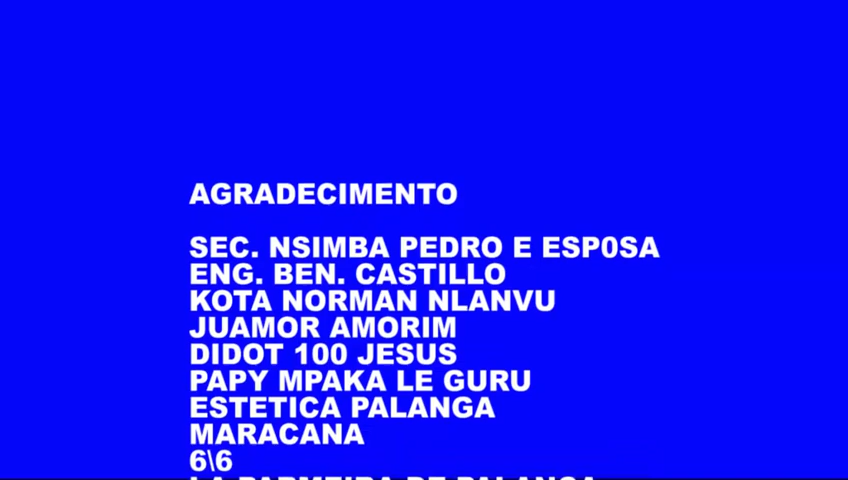 AGRADECIMENTO
SEC. NSIMBA PEDRO E ESP0SA
ENG. BEN. CASTILLO
KOTA NORMAN NLANVU
JUAMOR AMORIM
DIDOT 100 JESUS
PAPY MPAKA LE GURU
ESTETICA PALANGA
MARACANA
6\6
LA PARMEIRA DE PALANGA